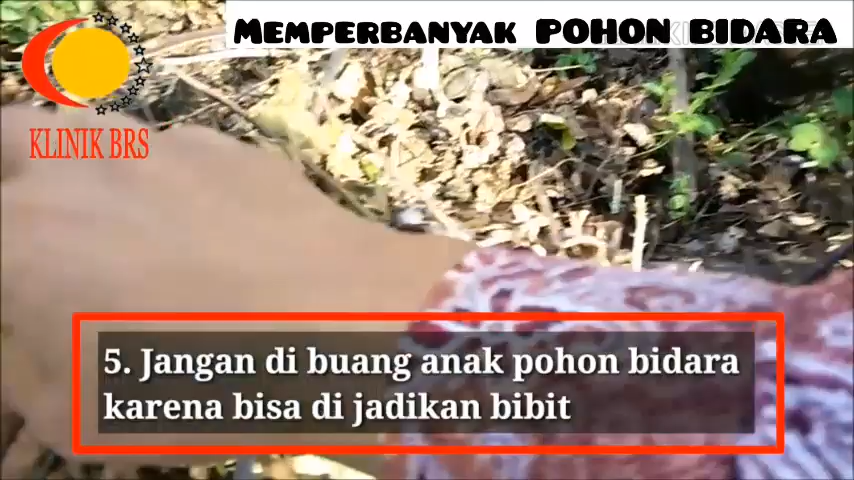 Memperbanyak POHON BIDARA
KLINIK BRS
5. Jangan di buang anak pohon bidara
karena bisa di jadikan bibit